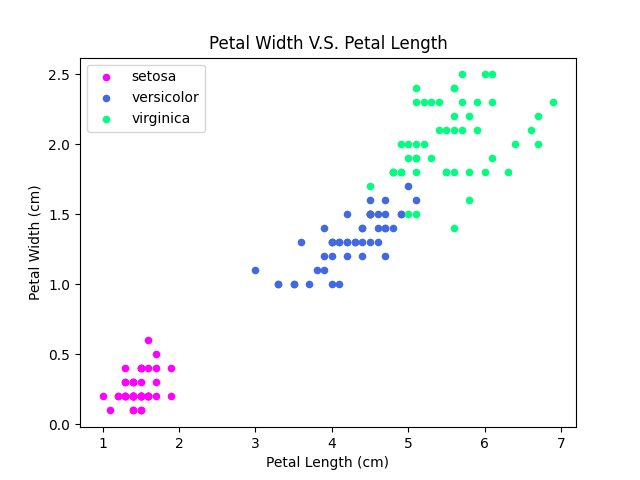 Petal Width V.S. Petal Length
setosa
versicolor
virginica
2.5
2.0
1.5
1.0
0.5
0.0
Petal Width (cm)
1 2 3 4 5 6 7
Petal Length (cm)